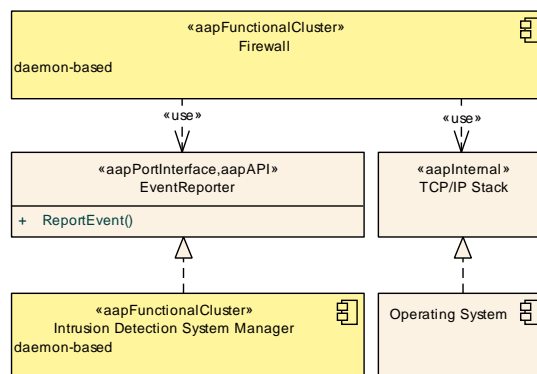 «aapFunctionalCluster»
Firewall
daemon-based
«use»
«use»
«aapPortInterface,aapAPI»
EventReporter
+ ReportEvent()
«aapInternal»
TCP/IP Stack
«aapFunctionalCluster»
Intrusion Detection System Manager
daemon-based
Operating System